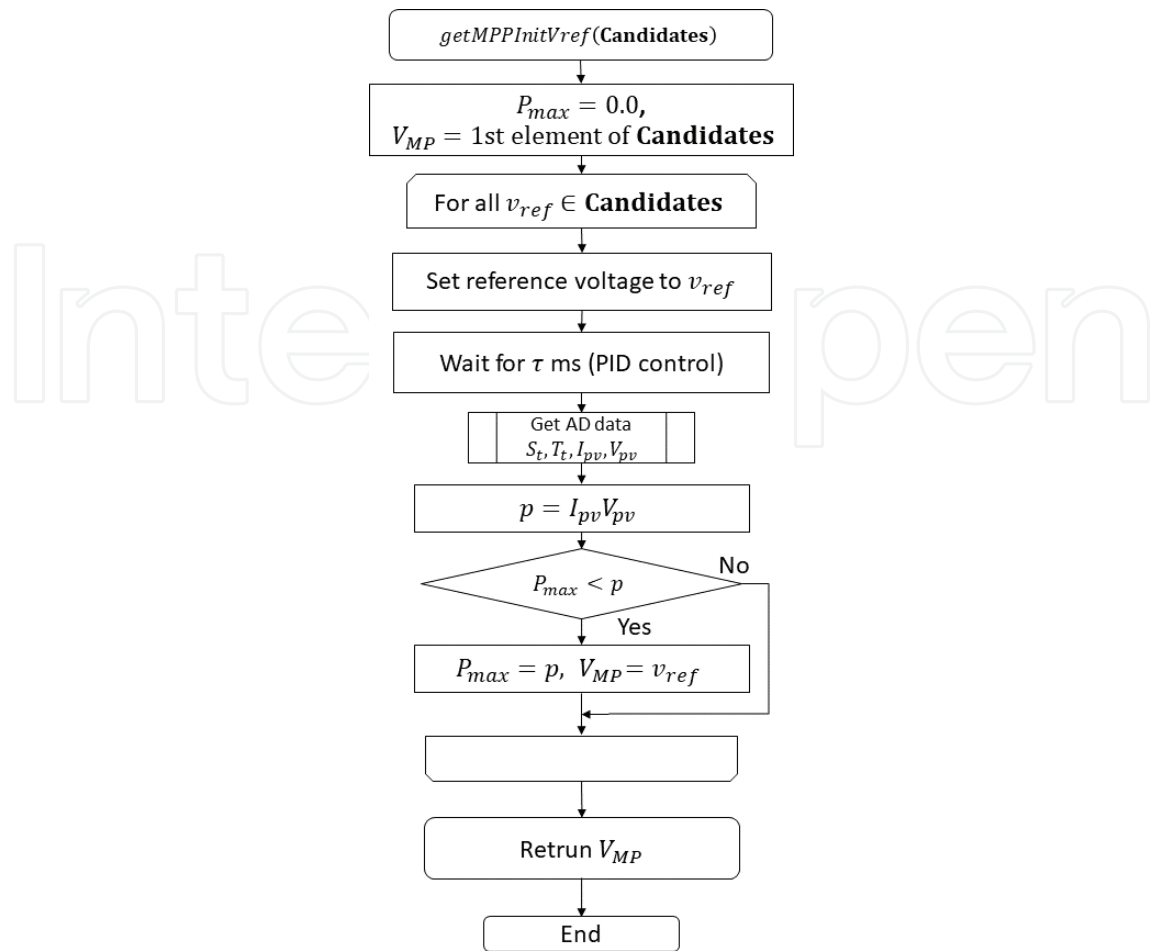 getMPPInitVref(Candidates)
P_max = 0.0,
V_MP = 1st element of Candidates
For all v_ref ∈ Candidates
Set reference voltage to v_ref
Wait for τ ms (PID control)
Get AD data
S_t, T_t, I_pv, V_pv
p = I_pv V_pv
No
P_max < p
Yes
P_max = p, V_MP = v_ref
Retrun V_MP
End
Inte pen